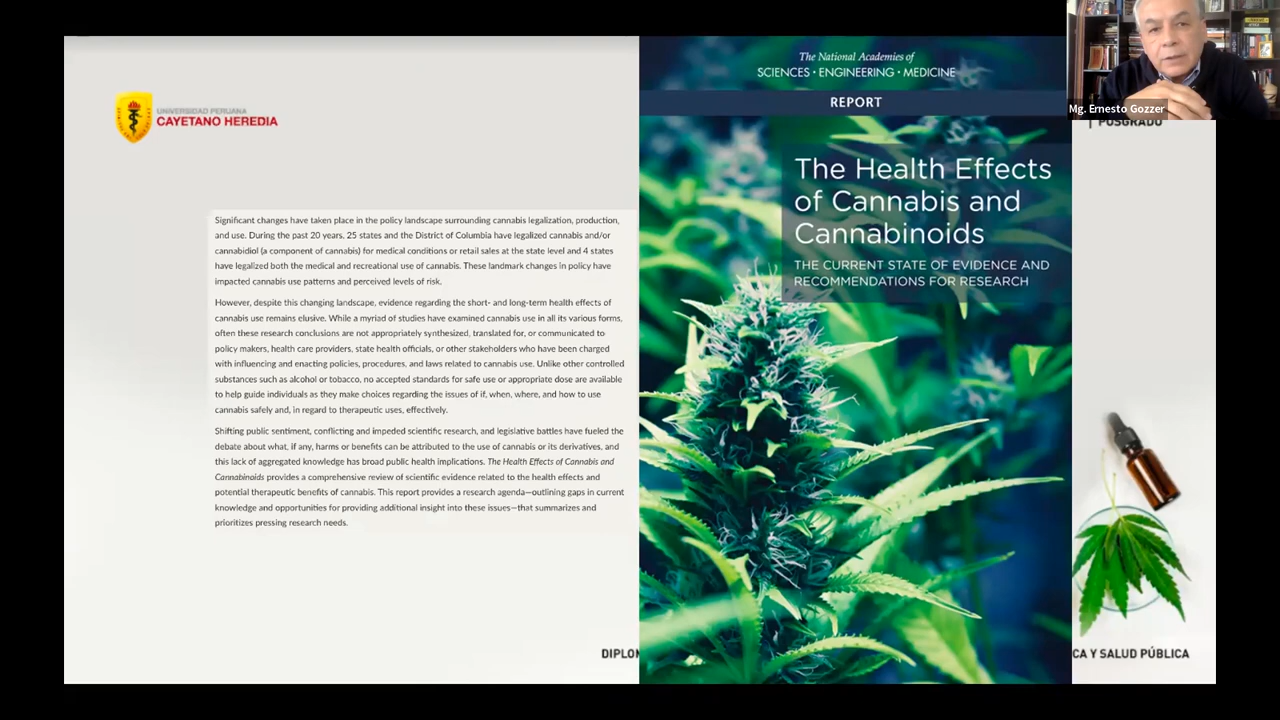 UNIVERSIDAD PERUANA
CAYETANO HEREDIA
Significant changes have taken place in the policy landscape surrounding cannabis legalization, production,
and use. During the past 20 years, 25 states and the District of Columbia have legalized cannabis and/or
cannabidiol (a component of cannabis) for medical conditions or retail sales at the state level and 4 states
have legalized both the medical and recreational use of cannabis. These landmark changes in policy have
impacted cannabis use patterns and perceived levels of risk.
However, despite this changing landscape, evidence regarding the short- and long-term health effects of
cannabis use remains elusive. While a myriad of studies have examined cannabis use in all its various forms,
often these research conclusions are not appropriately synthesized, translated for, or communicated to
policy makers, health care providers, state health officials, or other stakeholders who have been charged
with influencing and enacting policies, procedures, and laws related to cannabis use. Unlike other controlled
substances such as alcohol or tobacco, no accepted standards for safe use or appropriate dose are available
to help guide individuals as they make choices regarding the issues of if, when, where, and how to use
cannabis safely and, in regard to therapeutic uses, effectively.
Shifting public sentiment, conflicting and impeded scientific research, and legislative battles have fueled the
debate about what, if any, harms or benefits can be attributed to the use of cannabis or its derivatives, and
this lack of aggregated knowledge has broad public health implications. The Health Effects of Cannabis and
Cannabinoids provides a comprehensive review of scientific evidence related to the health effects and
potential therapeutic benefits of cannabis. This report provides a research agenda—outlining gaps in current
knowledge and opportunities for providing additional insight into these issues—that summarizes and
prioritizes pressing research needs.
The National Academies of
SCIENCES • ENGINEERING • MEDICINE
REPORT
The Health Effects
of Cannabis and
Cannabinoids
THE CURRENT STATE OF EVIDENCE AND
RECOMMENDATIONS FOR RESEARCH
Mg. Ernesto Gozzer
POSGRADO
DIPLOM
CA Y SALUD PÚBLICA